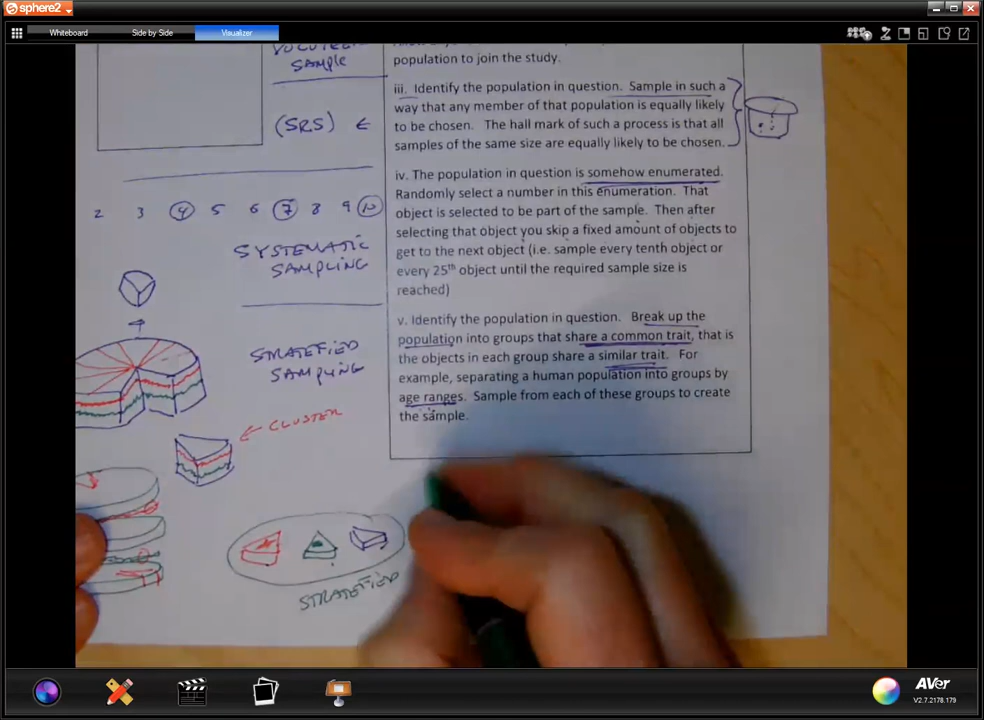 sphere2
Whiteboard
Side by Side
Visualizer
SAMPLE
population to join the study.
iii. Identify the population in question. Sample in such a
way that any member of that population is equally likely
to be chosen. The hall mark of such a process is that all
samples of the same size are equally likely to be chosen.
(SRS) ←
iv. The population in question is somehow enumerated.
Randomly select a number in this enumeration. That
object is selected to be part of the sample. Then after
selecting that object you skip a fixed amount of objects to
get to the next object (i.e. sample every tenth object or
every 25th object until the required sample size is
reached)
2 3 4 5 6 7 8 9 10
SYSTEMATIC
SAMPLING
v. Identify the population in question. Break up the
population into groups that share a common trait, that is
the objects in each group share a similar trait. For
example, separating a human population into groups by
age ranges. Sample from each of these groups to create
the sample.
STRATEFIED
SAMPLING
← CLUSTER
STRATEFIED
AVer
V2.7.2178.179